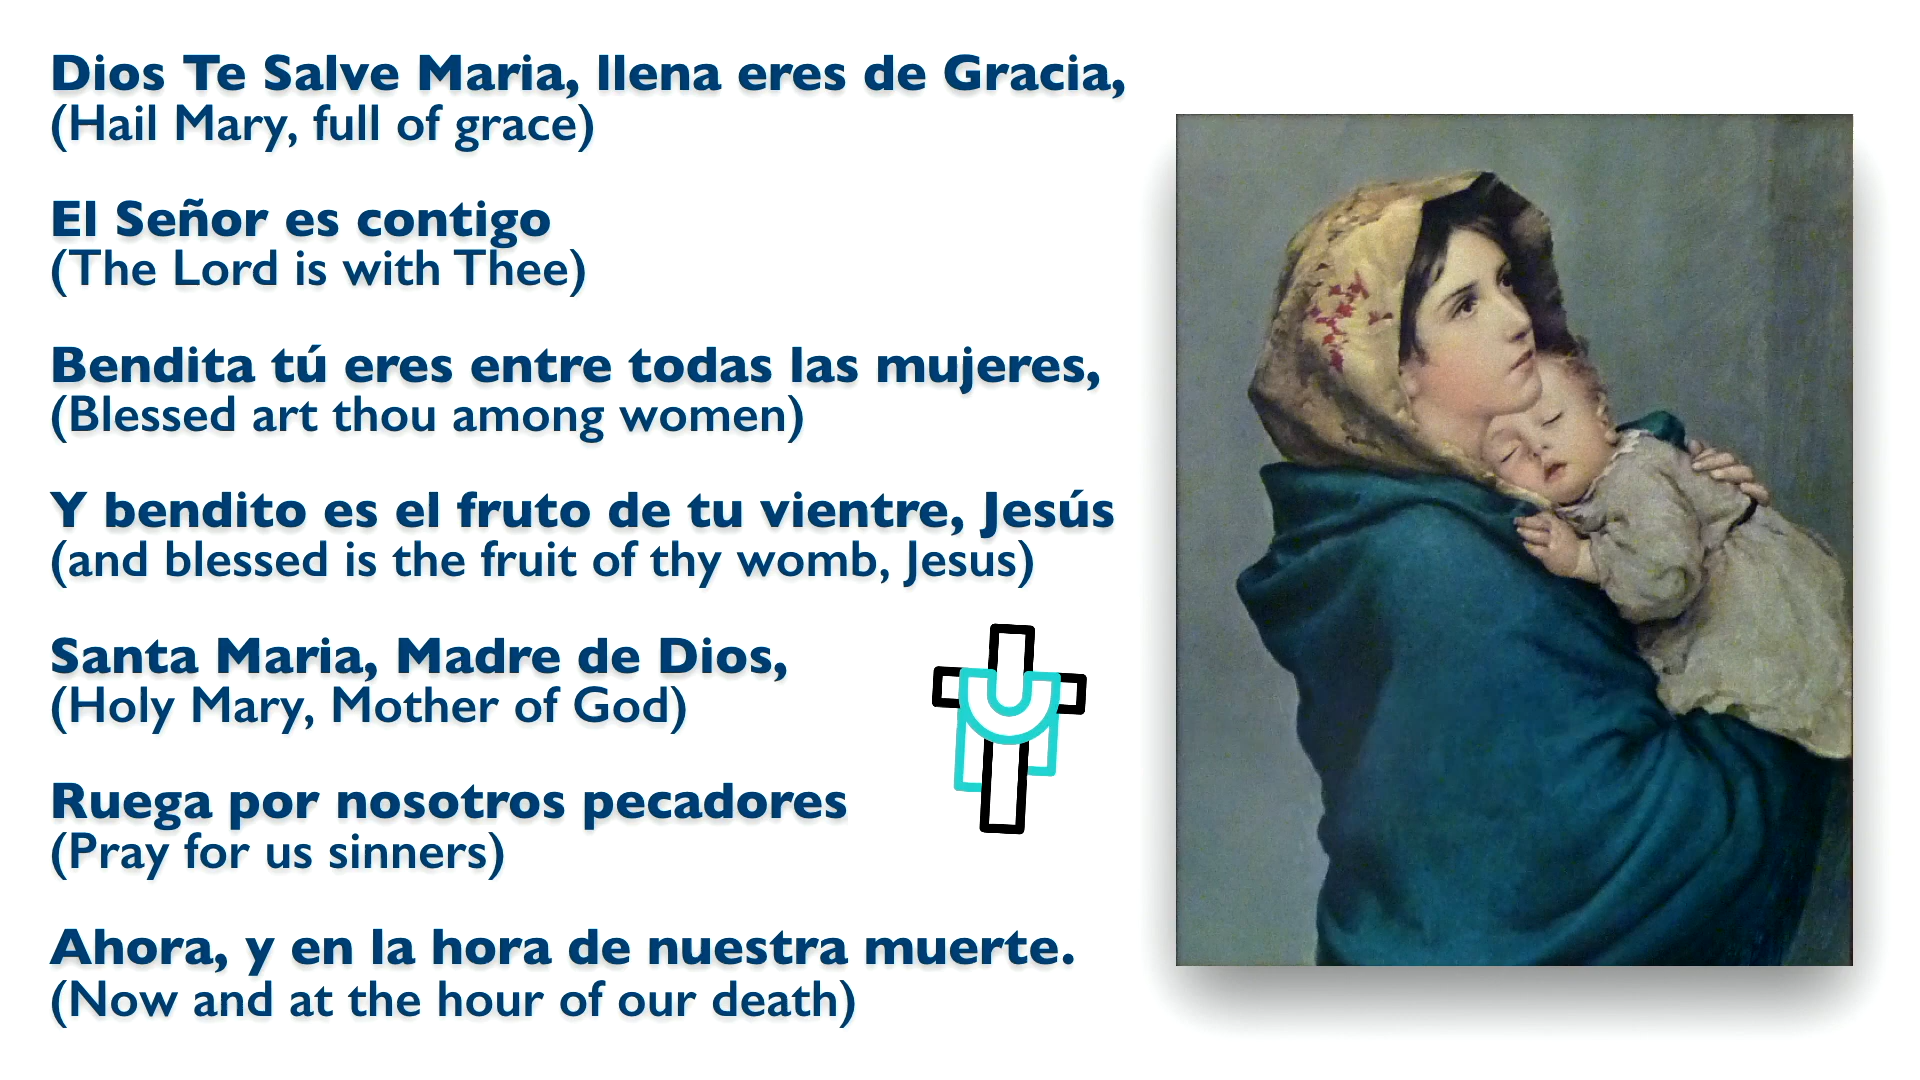 Dios Te Salve Maria, llena eres de Gracia,
(Hail Mary, full of grace)
El Señor es contigo
(The Lord is with Thee)
Bendita tú eres entre todas las mujeres,
(Blessed art thou among women)
Y bendito es el fruto de tu vientre, Jesús
(and blessed is the fruit of thy womb, Jesus)
Santa Maria, Madre de Dios,
(Holy Mary, Mother of God)
Ruega por nosotros pecadores
(Pray for us sinners)
Ahora, y en la hora de nuestra muerte.
(Now and at the hour of our death)